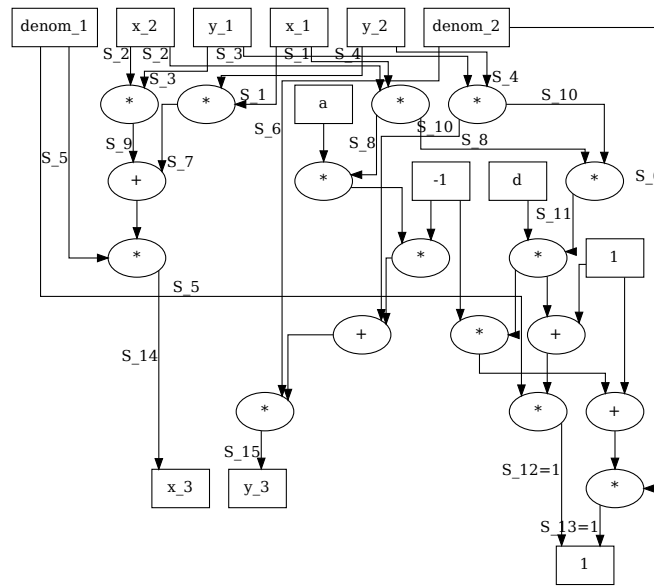 denom_1
x_2
y_1
x_1
y_2
denom_2
S_2
S_2
S_3
S_1
S_4
S_3
S_4
*
*
*
*
S_1
a
S_10
S_6
S_10
S_9
S_8
S_8
S_5
S_7
+
*
-1
d
*
S_11
*
*
*
1
S_5
+
*
+
S_14
*
*
+
S_15
S_12=1
x_3
y_3
*
S_13=1
1